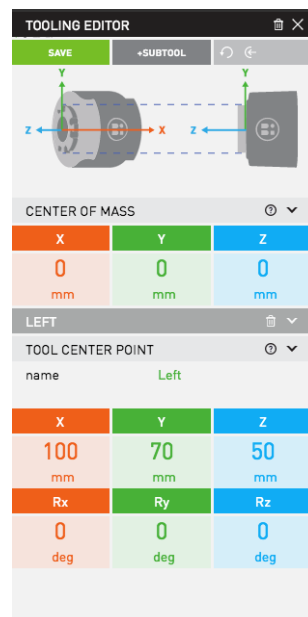 TOOLING EDITOR
SAVE +SUBTOOL
Y Y
Z X Z
CENTER OF MASS
X Y Z
0 0 0
mm mm mm
LEFT
TOOL CENTER POINT
name Left
X Y Z
100 70 50
mm mm mm
Rx Ry Rz
0 0 0
deg deg deg